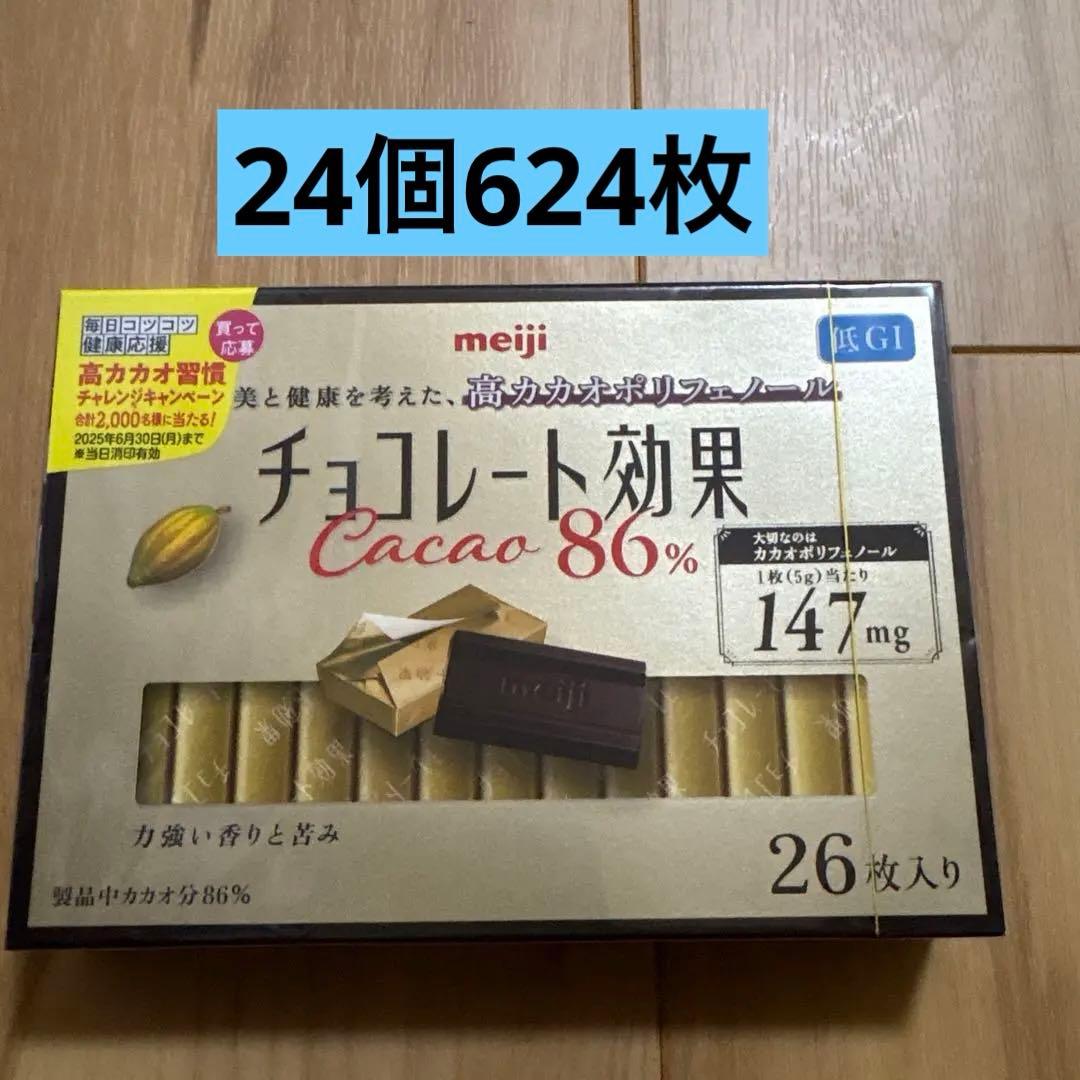 24個624枚
毎日コツコツ
健康応援
買って
応募
高カカオ習慣
チャレンジキャンペーン
合計2,000名様に当たる!
2025年6月30日(月)まで
※当日消印有効
meiji
低GI
美と健康を考えた、高カカオポリフェノール
チョコレート効果
Cacao 86%
大切なのは
カカオポリフェノール
1枚(5g)当たり
147mg
meiji
力強い香りと苦み
26枚入り
製品中カカオ分86%